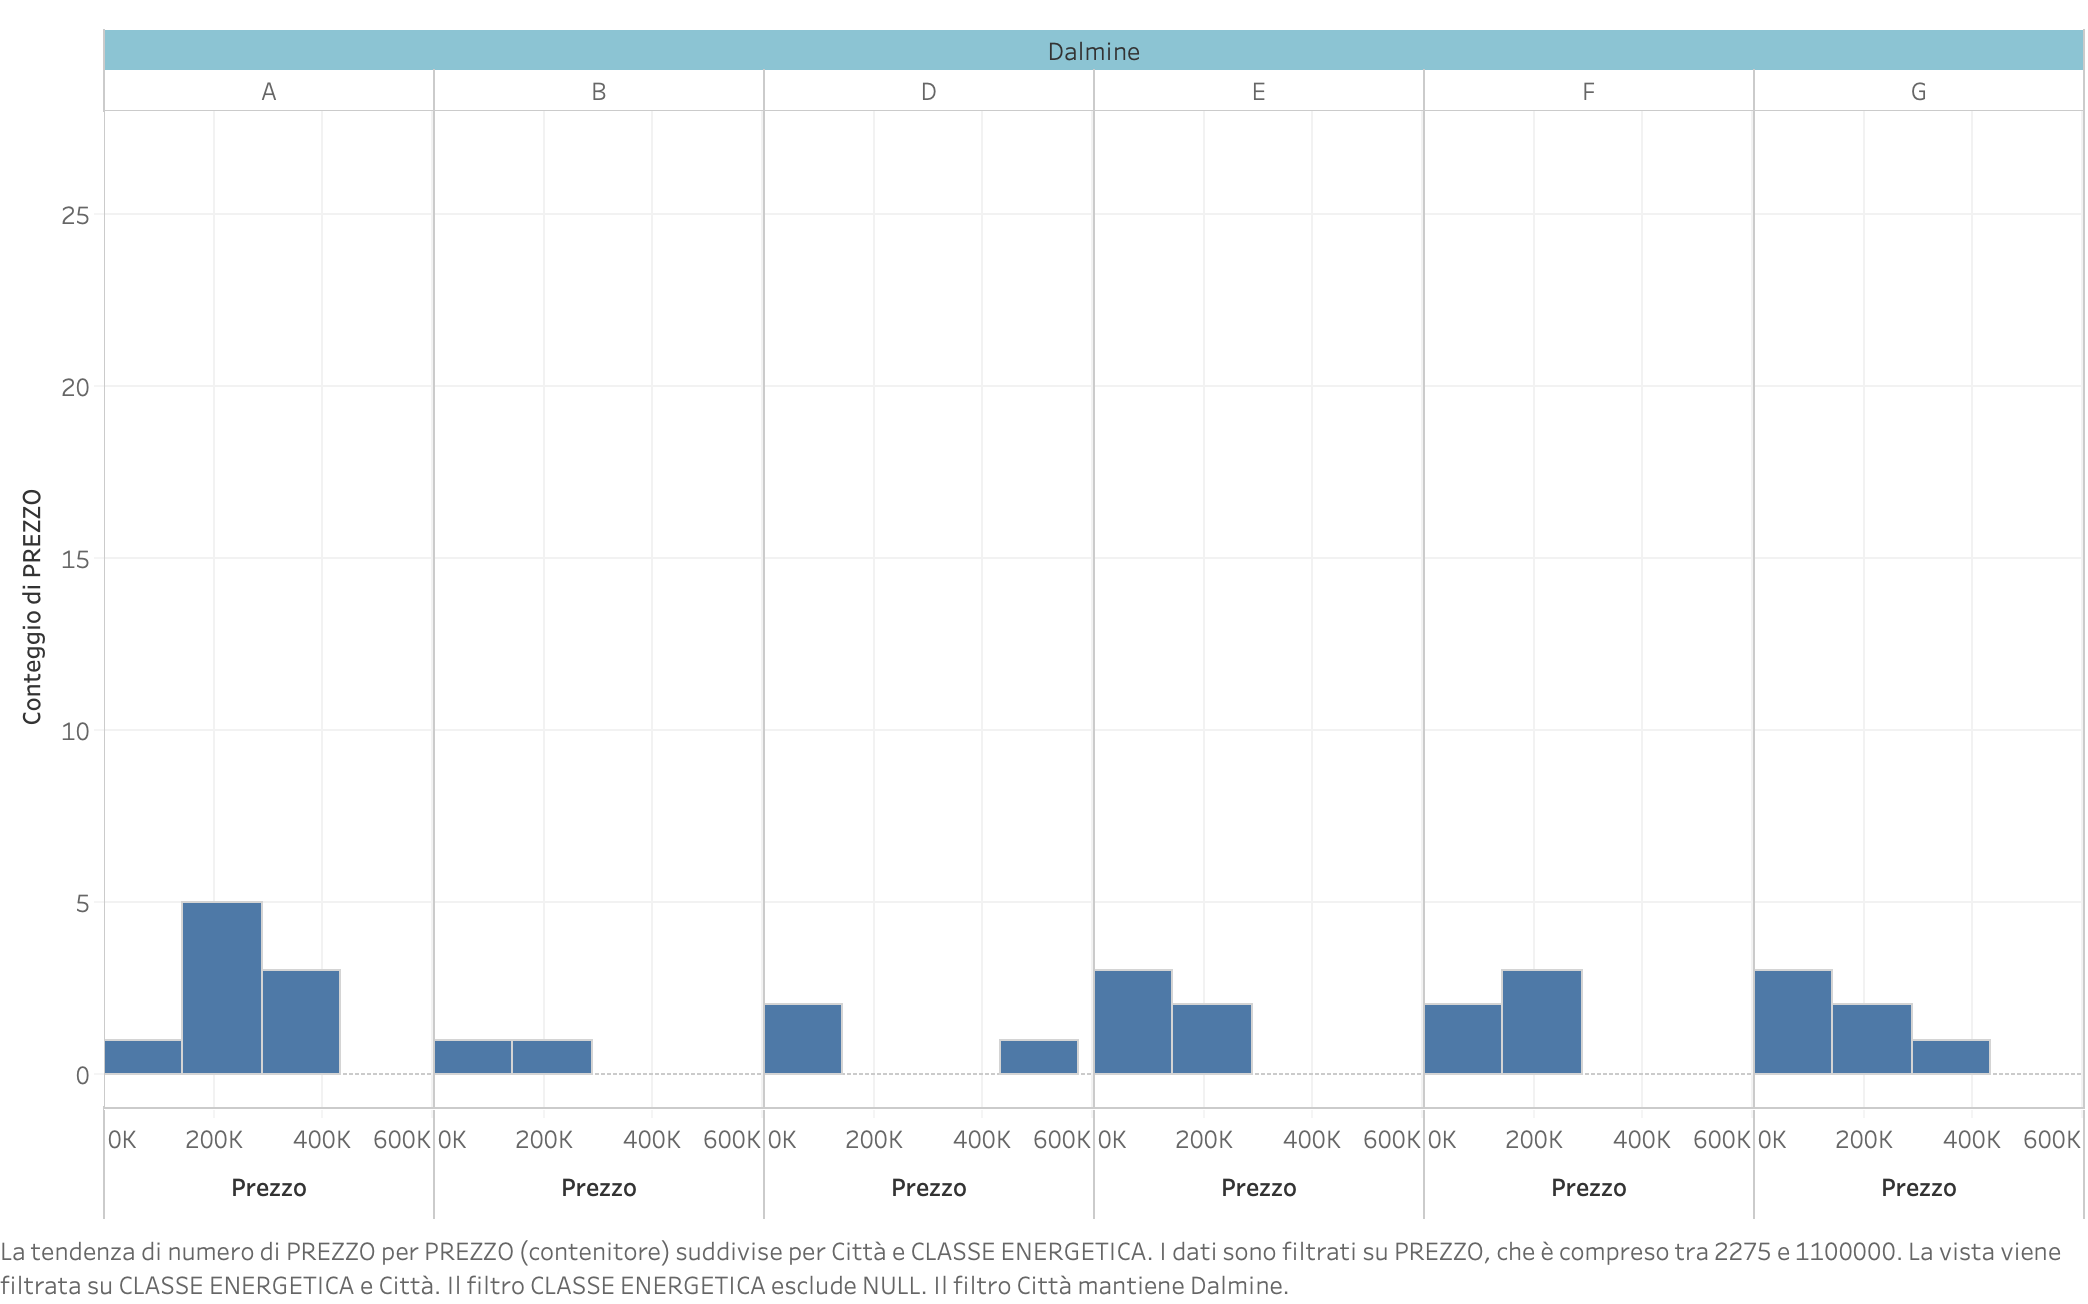 Dalmine
A B D E F G
25
20
15
10
5
0
Conteggio di PREZZO
0K 200K 400K 600K 0K 200K 400K 600K 0K 200K 400K 600K 0K 200K 400K 600K 0K 200K 400K 600K 0K 200K 400K 600K
Prezzo Prezzo Prezzo Prezzo Prezzo Prezzo
La tendenza di numero di PREZZO per PREZZO (contenitore) suddivise per Città e CLASSE ENERGETICA. I dati sono filtrati su PREZZO, che è compreso tra 2275 e 1100000. La vista viene
filtrata su CLASSE ENERGETICA e Città. Il filtro CLASSE ENERGETICA esclude NULL. Il filtro Città mantiene Dalmine.